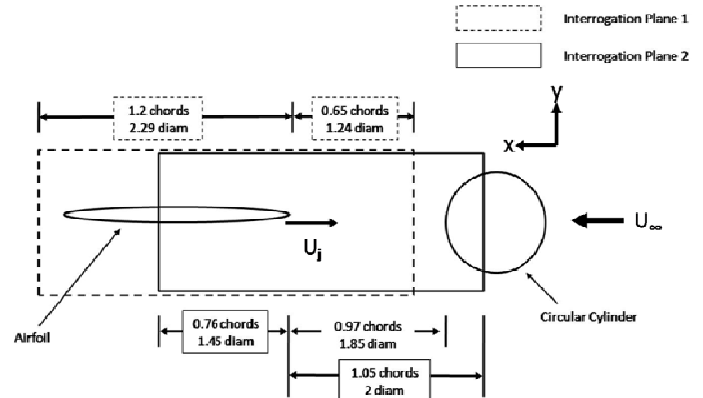 Interrogation Plane 1
Interrogation Plane 2
y
x
1.2 chords
2.29 diam
0.65 chords
1.24 diam
Uj
U∞
Airfoil
Circular Cylinder
0.76 chords
1.45 diam
0.97 chords
1.85 diam
1.05 chords
2 diam